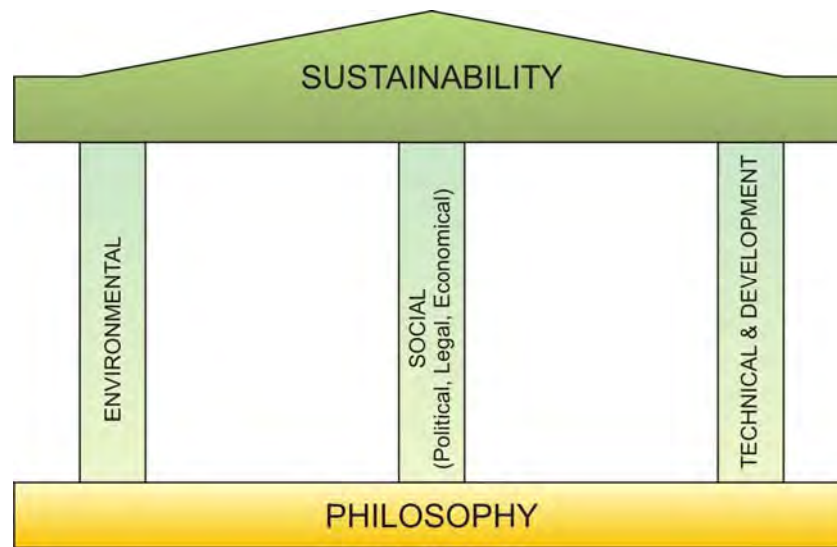 SUSTAINABILITY
ENVIRONMENTAL
SOCIAL
(Political, Legal, Economical)
TECHNICAL & DEVELOPMENT
PHILOSOPHY